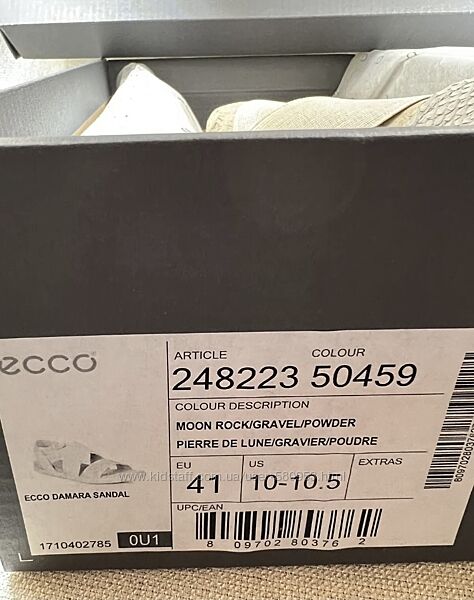 ecco
ARTICLE COLOUR
248223 50459
COLOUR DESCRIPTION
MOON ROCK/GRAVEL/POWDER
PIERRE DE LUNE/GRAVIER/POUDRE
EU US EXTRAS
41 10-10.5
ECCO DAMARA SANDAL
UPC/EAN
1710402785 0U1
8 09702 80376 2